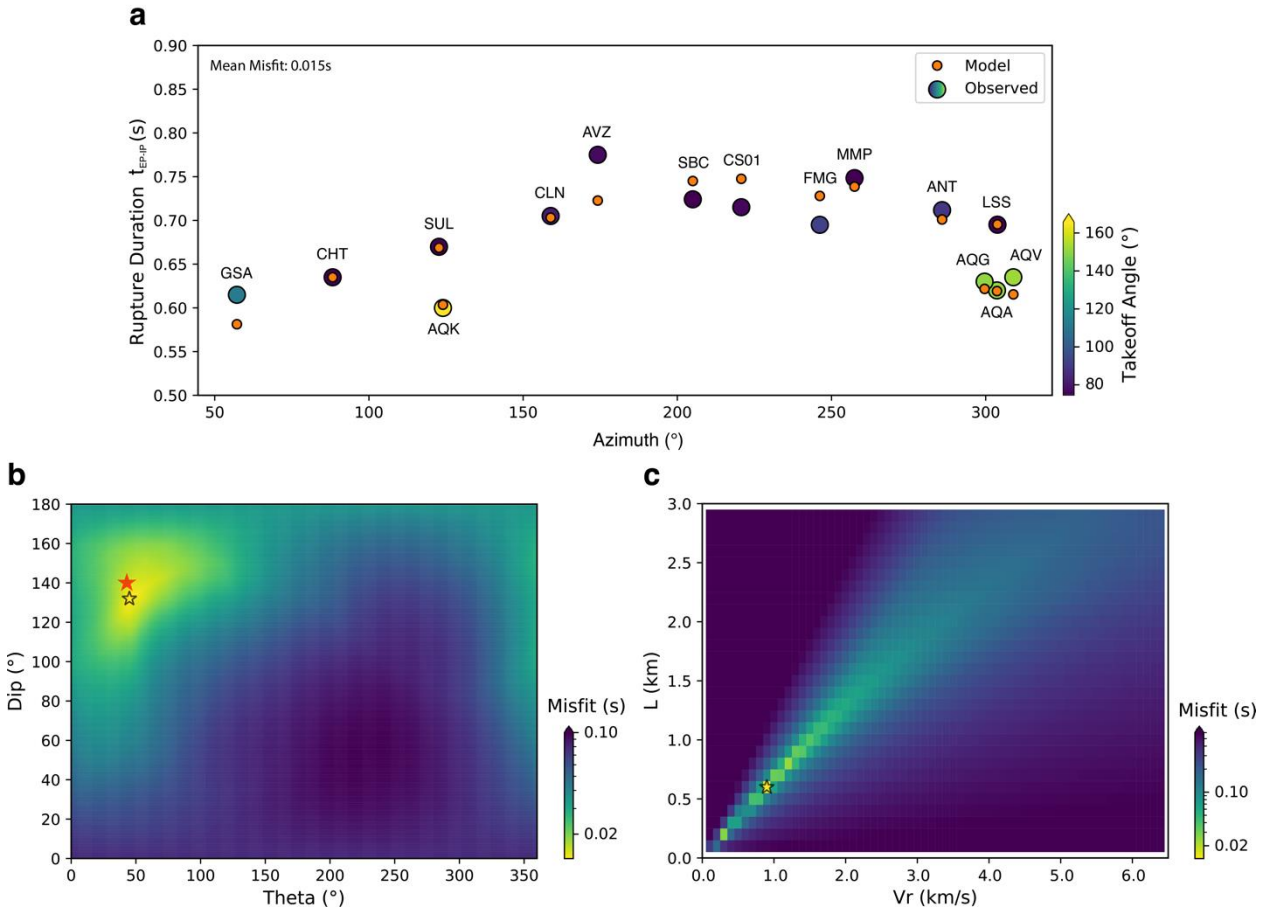 a
Mean Misfit: 0.015s
Model
Observed
0.90
0.85
0.80
0.75
0.70
0.65
0.60
0.55
0.50
Rupture Duration t_EP-IP (s)
GSA
CHT
SUL
AQK
CLN
AVZ
SBC
CS01
FMG
MMP
ANT
LSS
AQG
AQV
AQA
50 100 150 200 250 300
Azimuth (°)
160
140
120
100
80
Takeoff Angle (°)
b
180
160
140
120
100
80
60
40
20
0
Dip (°)
0 50 100 150 200 250 300 350
Theta (°)
Misfit (s)
0.10
0.02
c
3.0
2.5
2.0
1.5
1.0
0.5
0.0
L (km)
0.0 1.0 2.0 3.0 4.0 5.0 6.0
Vr (km/s)
Misfit (s)
0.10
0.02